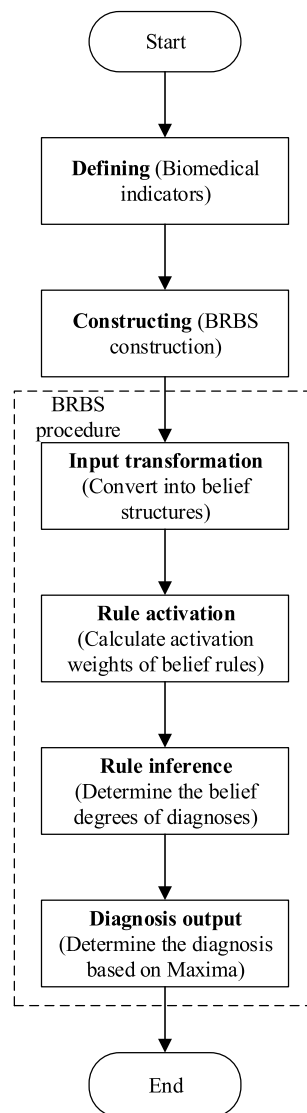 Start
Defining (Biomedical
indicators)
Constructing (BRBS
construction)
BRBS
procedure
Input transformation
(Convert into belief
structures)
Rule activation
(Calculate activation
weights of belief rules)
Rule inference
(Determine the belief
degrees of diagnoses)
Diagnosis output
(Determine the diagnosis
based on Maxima)
End